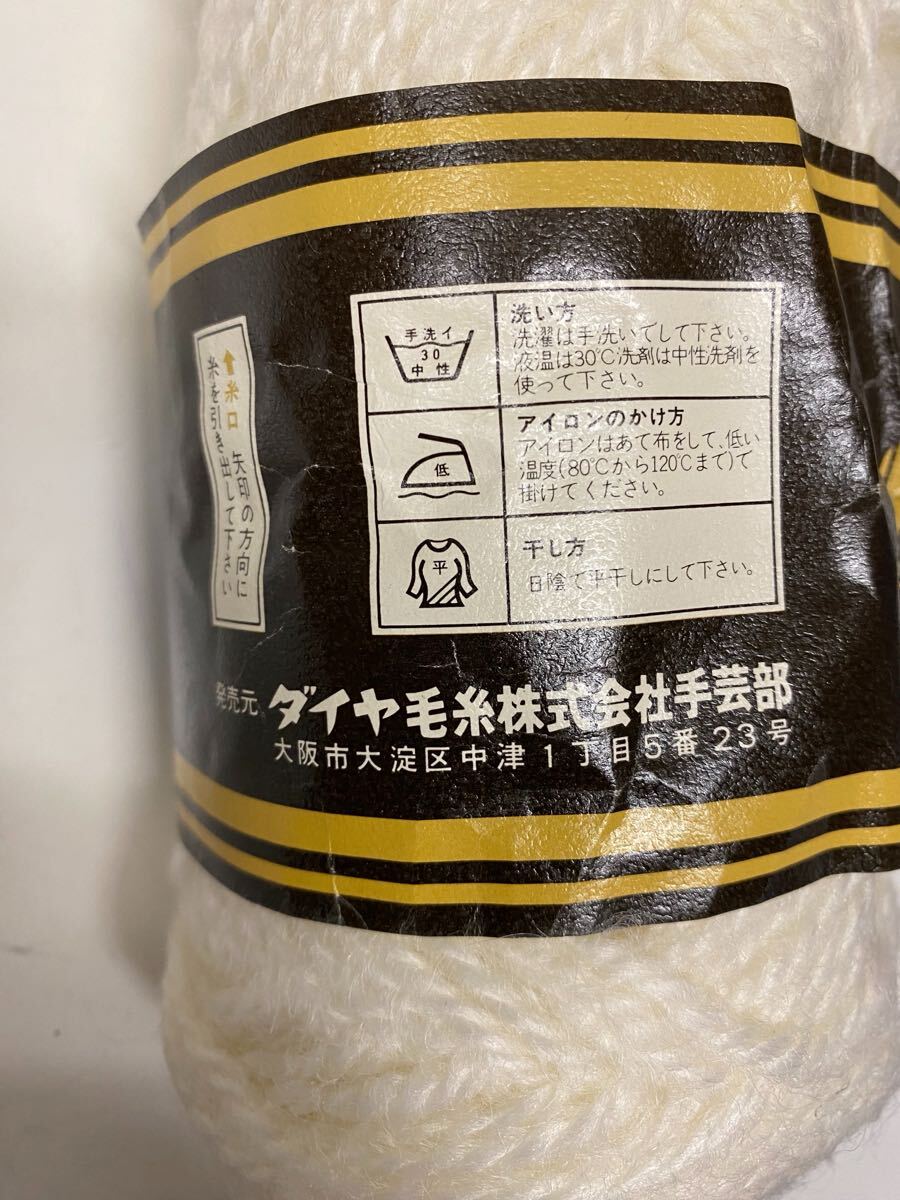 ↑糸口 矢印の方向に
糸を引き出して下さい
手洗イ
30
中性
洗い方
洗濯は手洗いでして下さい。
液温は30℃洗剤は中性洗剤を
使って下さい。
低
アイロンのかけ方
アイロンはあて布をして、低い
温度(80℃から120℃まで)で
掛けてください。
平
干し方
日陰で平干しにして下さい。
発売元 ダイヤ毛糸株式会社手芸部
大阪市大淀区中津1丁目5番23号